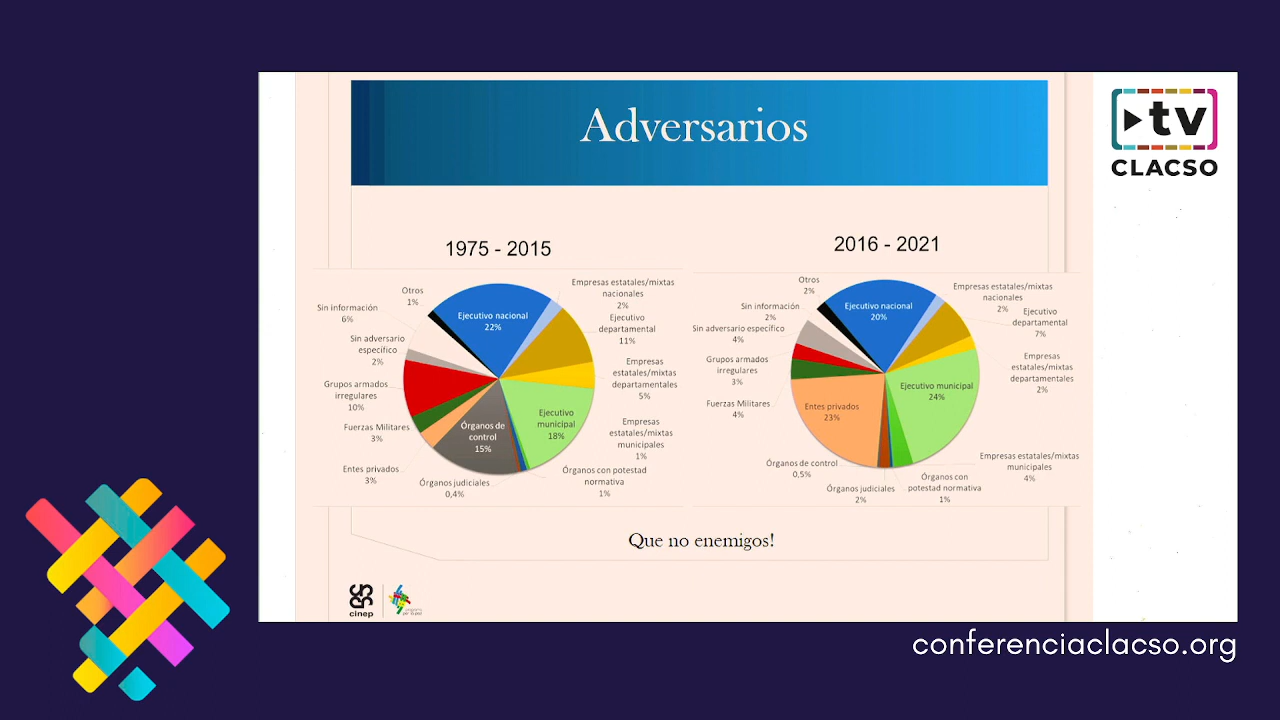 Adversarios
tv
CLACSO
1975 - 2015
Otros
1%
Sin información
6%
Sin adversario
específico
2%
Grupos armados
irregulares
10%
Fuerzas Militares
3%
Entes privados
3%
Órganos judiciales
0,4%
Órganos de
control
15%
Ejecutivo nacional
22%
Empresas estatales/mixtas
nacionales
2%
Ejecutivo
departamental
11%
Empresas
estatales/mixtas
departamentales
5%
Ejecutivo
municipal
18%
Empresas
estatales/mixtas
municipales
1%
Órganos con potestad
normativa
1%
2016 - 2021
Otros
2%
Sin información
2%
Sin adversario específico
4%
Grupos armados
irregulares
3%
Fuerzas Militares
4%
Entes privados
23%
Órganos de control
0,5%
Órganos judiciales
2%
Ejecutivo nacional
20%
Empresas estatales/mixtas
nacionales
2%
Ejecutivo
departamental
7%
Empresas
estatales/mixtas
departamentales
2%
Ejecutivo municipal
24%
Empresas estatales/mixtas
municipales
4%
Órganos con
potestad normativa
1%
Que no enemigos!
cinep
conferenciaclacso.org